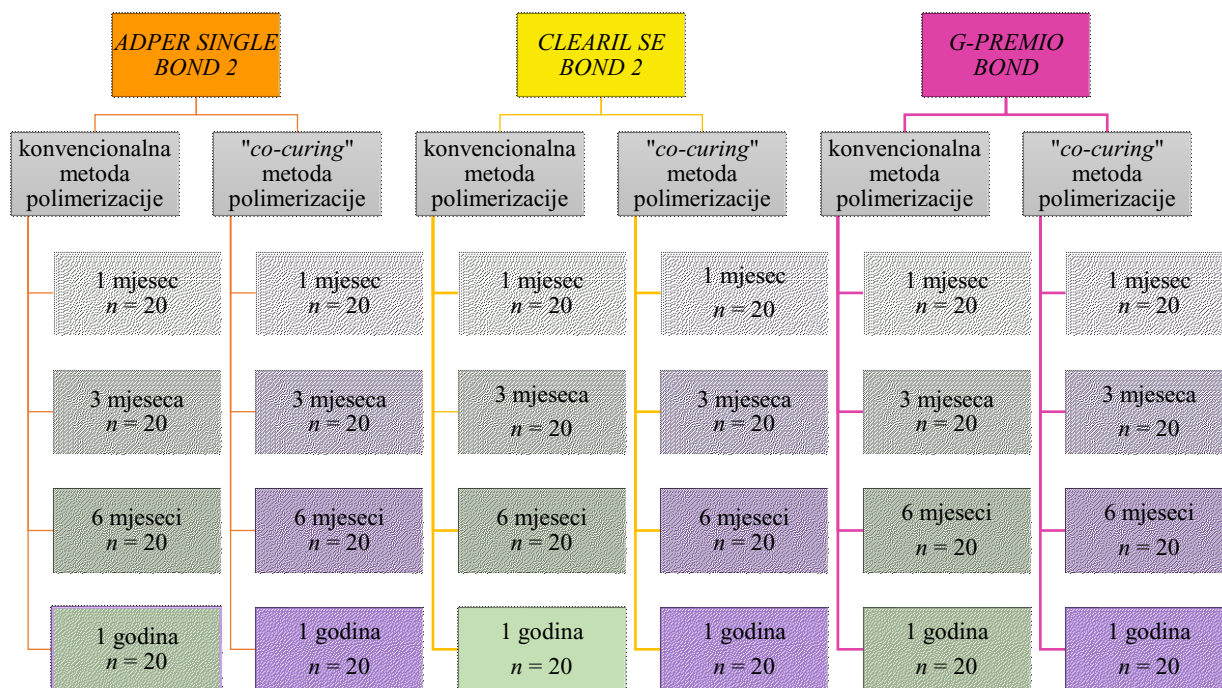 ADPER SINGLE
BOND 2
CLEARIL SE
BOND 2
G-PREMIO
BOND
konvencionalna
metoda
polimerizacije
"co-curing"
metoda
polimerizacije
konvencionalna
metoda
polimerizacije
"co-curing"
metoda
polimerizacije
konvencionalna
metoda
polimerizacije
"co-curing"
metoda
polimerizacije
1 mjesec
n = 20
1 mjesec
n = 20
1 mjesec
n = 20
1 mjesec
n = 20
1 mjesec
n = 20
1 mjesec
n = 20
3 mjeseca
n = 20
3 mjeseca
n = 20
3 mjeseca
n = 20
3 mjeseca
n = 20
3 mjeseca
n = 20
3 mjeseca
n = 20
6 mjeseci
n = 20
6 mjeseci
n = 20
6 mjeseci
n = 20
6 mjeseci
n = 20
6 mjeseci
n = 20
6 mjeseci
n = 20
1 godina
n = 20
1 godina
n = 20
1 godina
n = 20
1 godina
n = 20
1 godina
n = 20
1 godina
n = 20